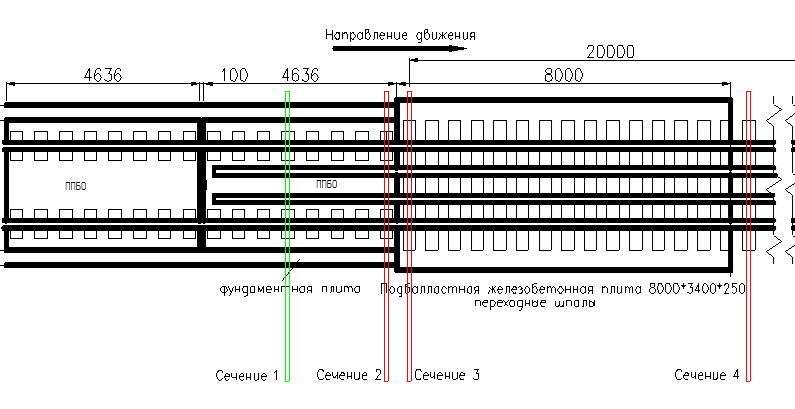 Направление движения
20000
4636 100 4636 8000
ППБО ППБО
фундаментная плита Подбалластная железобетонная плита 8000*3400*250
переходные шпалы
Сечение 1 Сечение 2 Сечение 3 Сечение 4